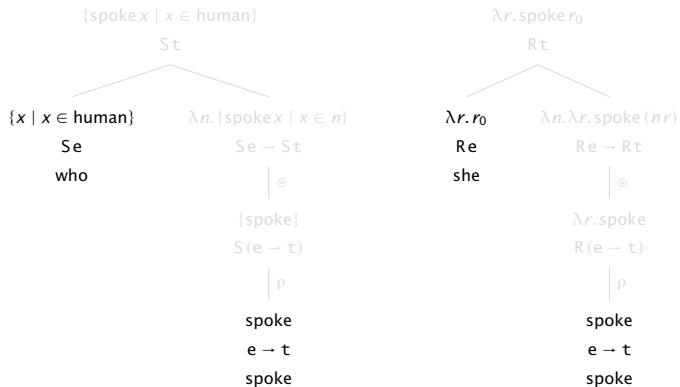 {spoke x | x ∈ human}
S t
{x | x ∈ human}
S e
who
λn. {spoke x | x ∈ n}
S e → S t
⊛
{spoke}
S (e → t)
ρ
spoke
e → t
spoke
λr. spoke r₀
R t
λr. r₀
R e
she
λn. λr. spoke (n r)
R e → R t
⊛
λr. spoke
R (e → t)
ρ
spoke
e → t
spoke